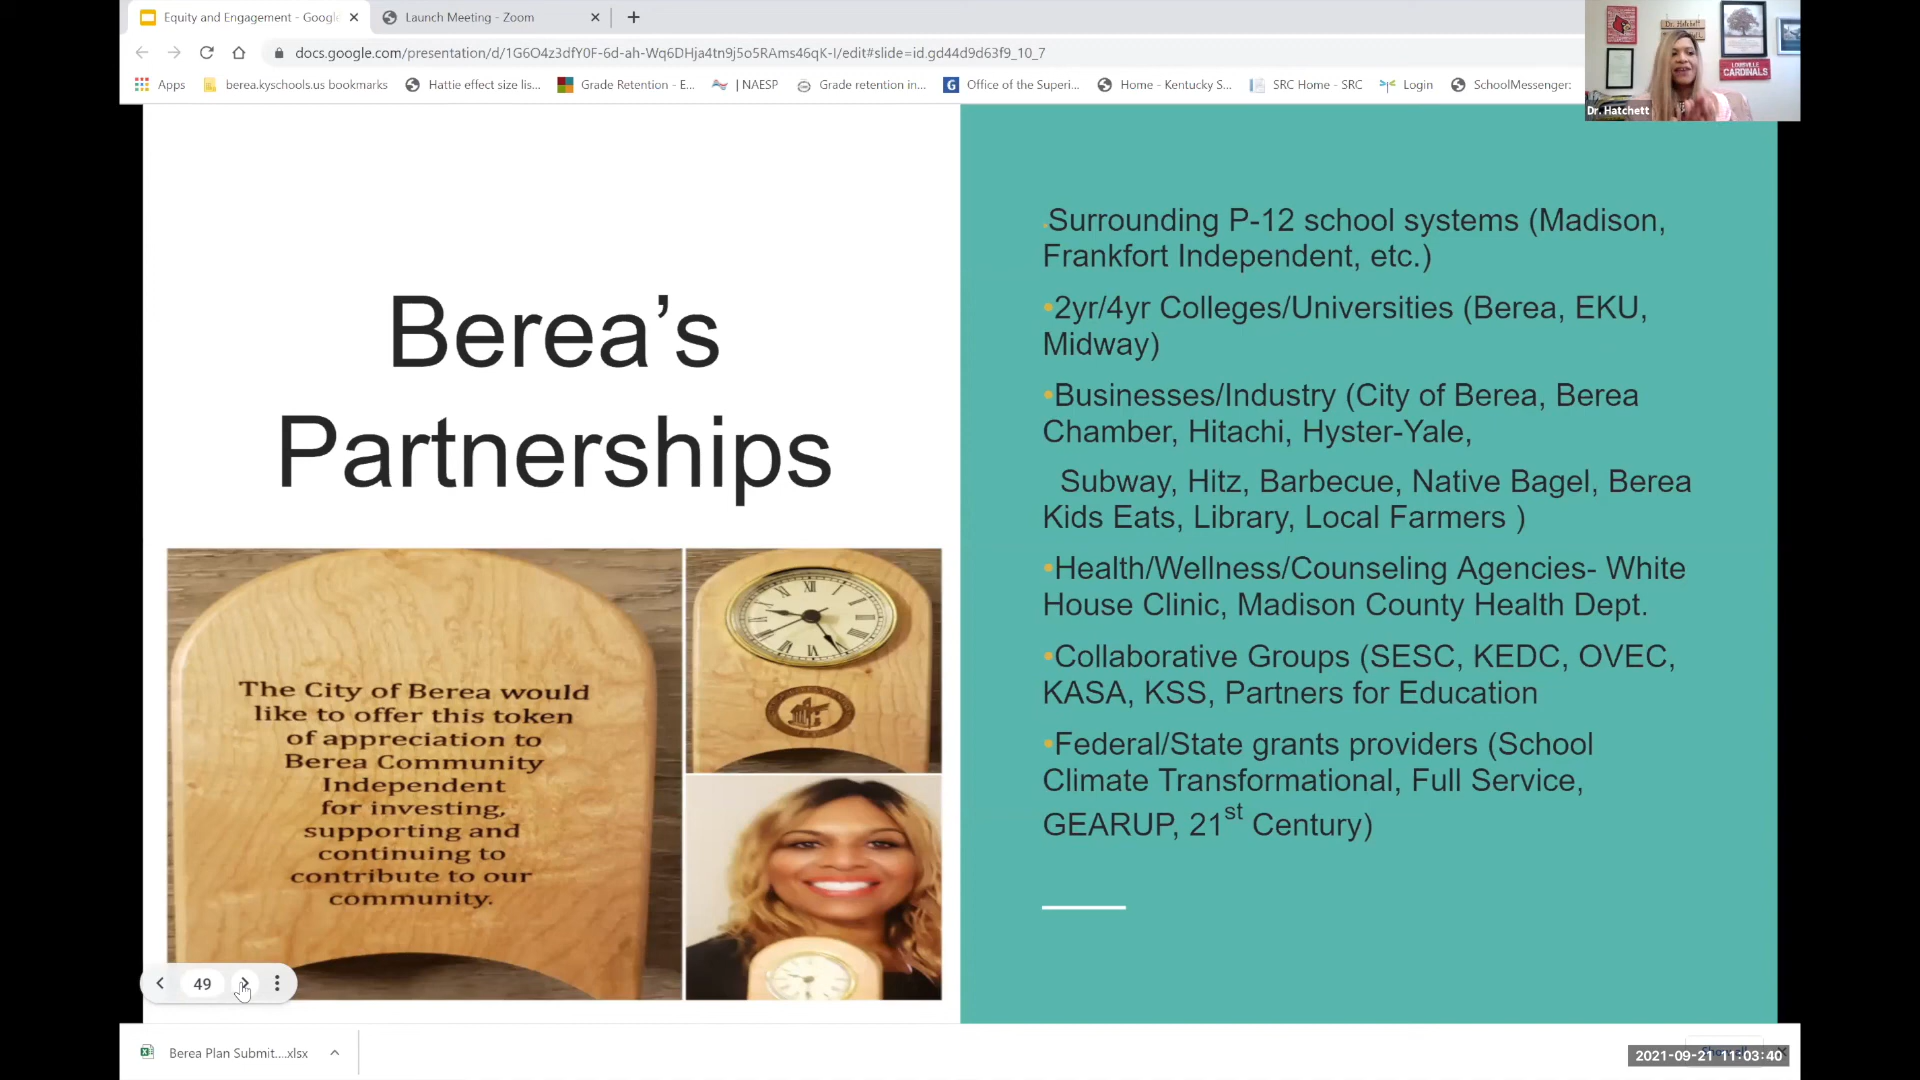 Equity and Engagement - Google
Launch Meeting - Zoom
docs.google.com/presentation/d/1G6O4z3dfY0F-6d-ah-Wq6DHja4tn9j5o5RAms46qK-I/edit#slide=id.gd44d9d63f9_10_7
Apps
berea.kyschools.us bookmarks
Hattie effect size lis...
Grade Retention - E...
| NAESP
Grade retention in...
Office of the Superi...
Home - Kentucky S...
SRC Home - SRC
Login
SchoolMessenger:
Dr. Hatchett
LOUISVILLE
CARDINALS
Dr. Hatchett
Berea’s
Partnerships
•Surrounding P-12 school systems (Madison,
Frankfort Independent, etc.)
•2yr/4yr Colleges/Universities (Berea, EKU,
Midway)
•Businesses/Industry (City of Berea, Berea
Chamber, Hitachi, Hyster-Yale,
Subway, Hitz, Barbecue, Native Bagel, Berea
Kids Eats, Library, Local Farmers )
•Health/Wellness/Counseling Agencies- White
House Clinic, Madison County Health Dept.
•Collaborative Groups (SESC, KEDC, OVEC,
KASA, KSS, Partners for Education
•Federal/State grants providers (School
Climate Transformational, Full Service,
GEARUP, 21st Century)
The City of Berea would
like to offer this token
of appreciation to
Berea Community
Independent
for investing,
supporting and
continuing to
contribute to our
community.
49
Berea Plan Submit....xlsx
2021-09-21 11:03:40